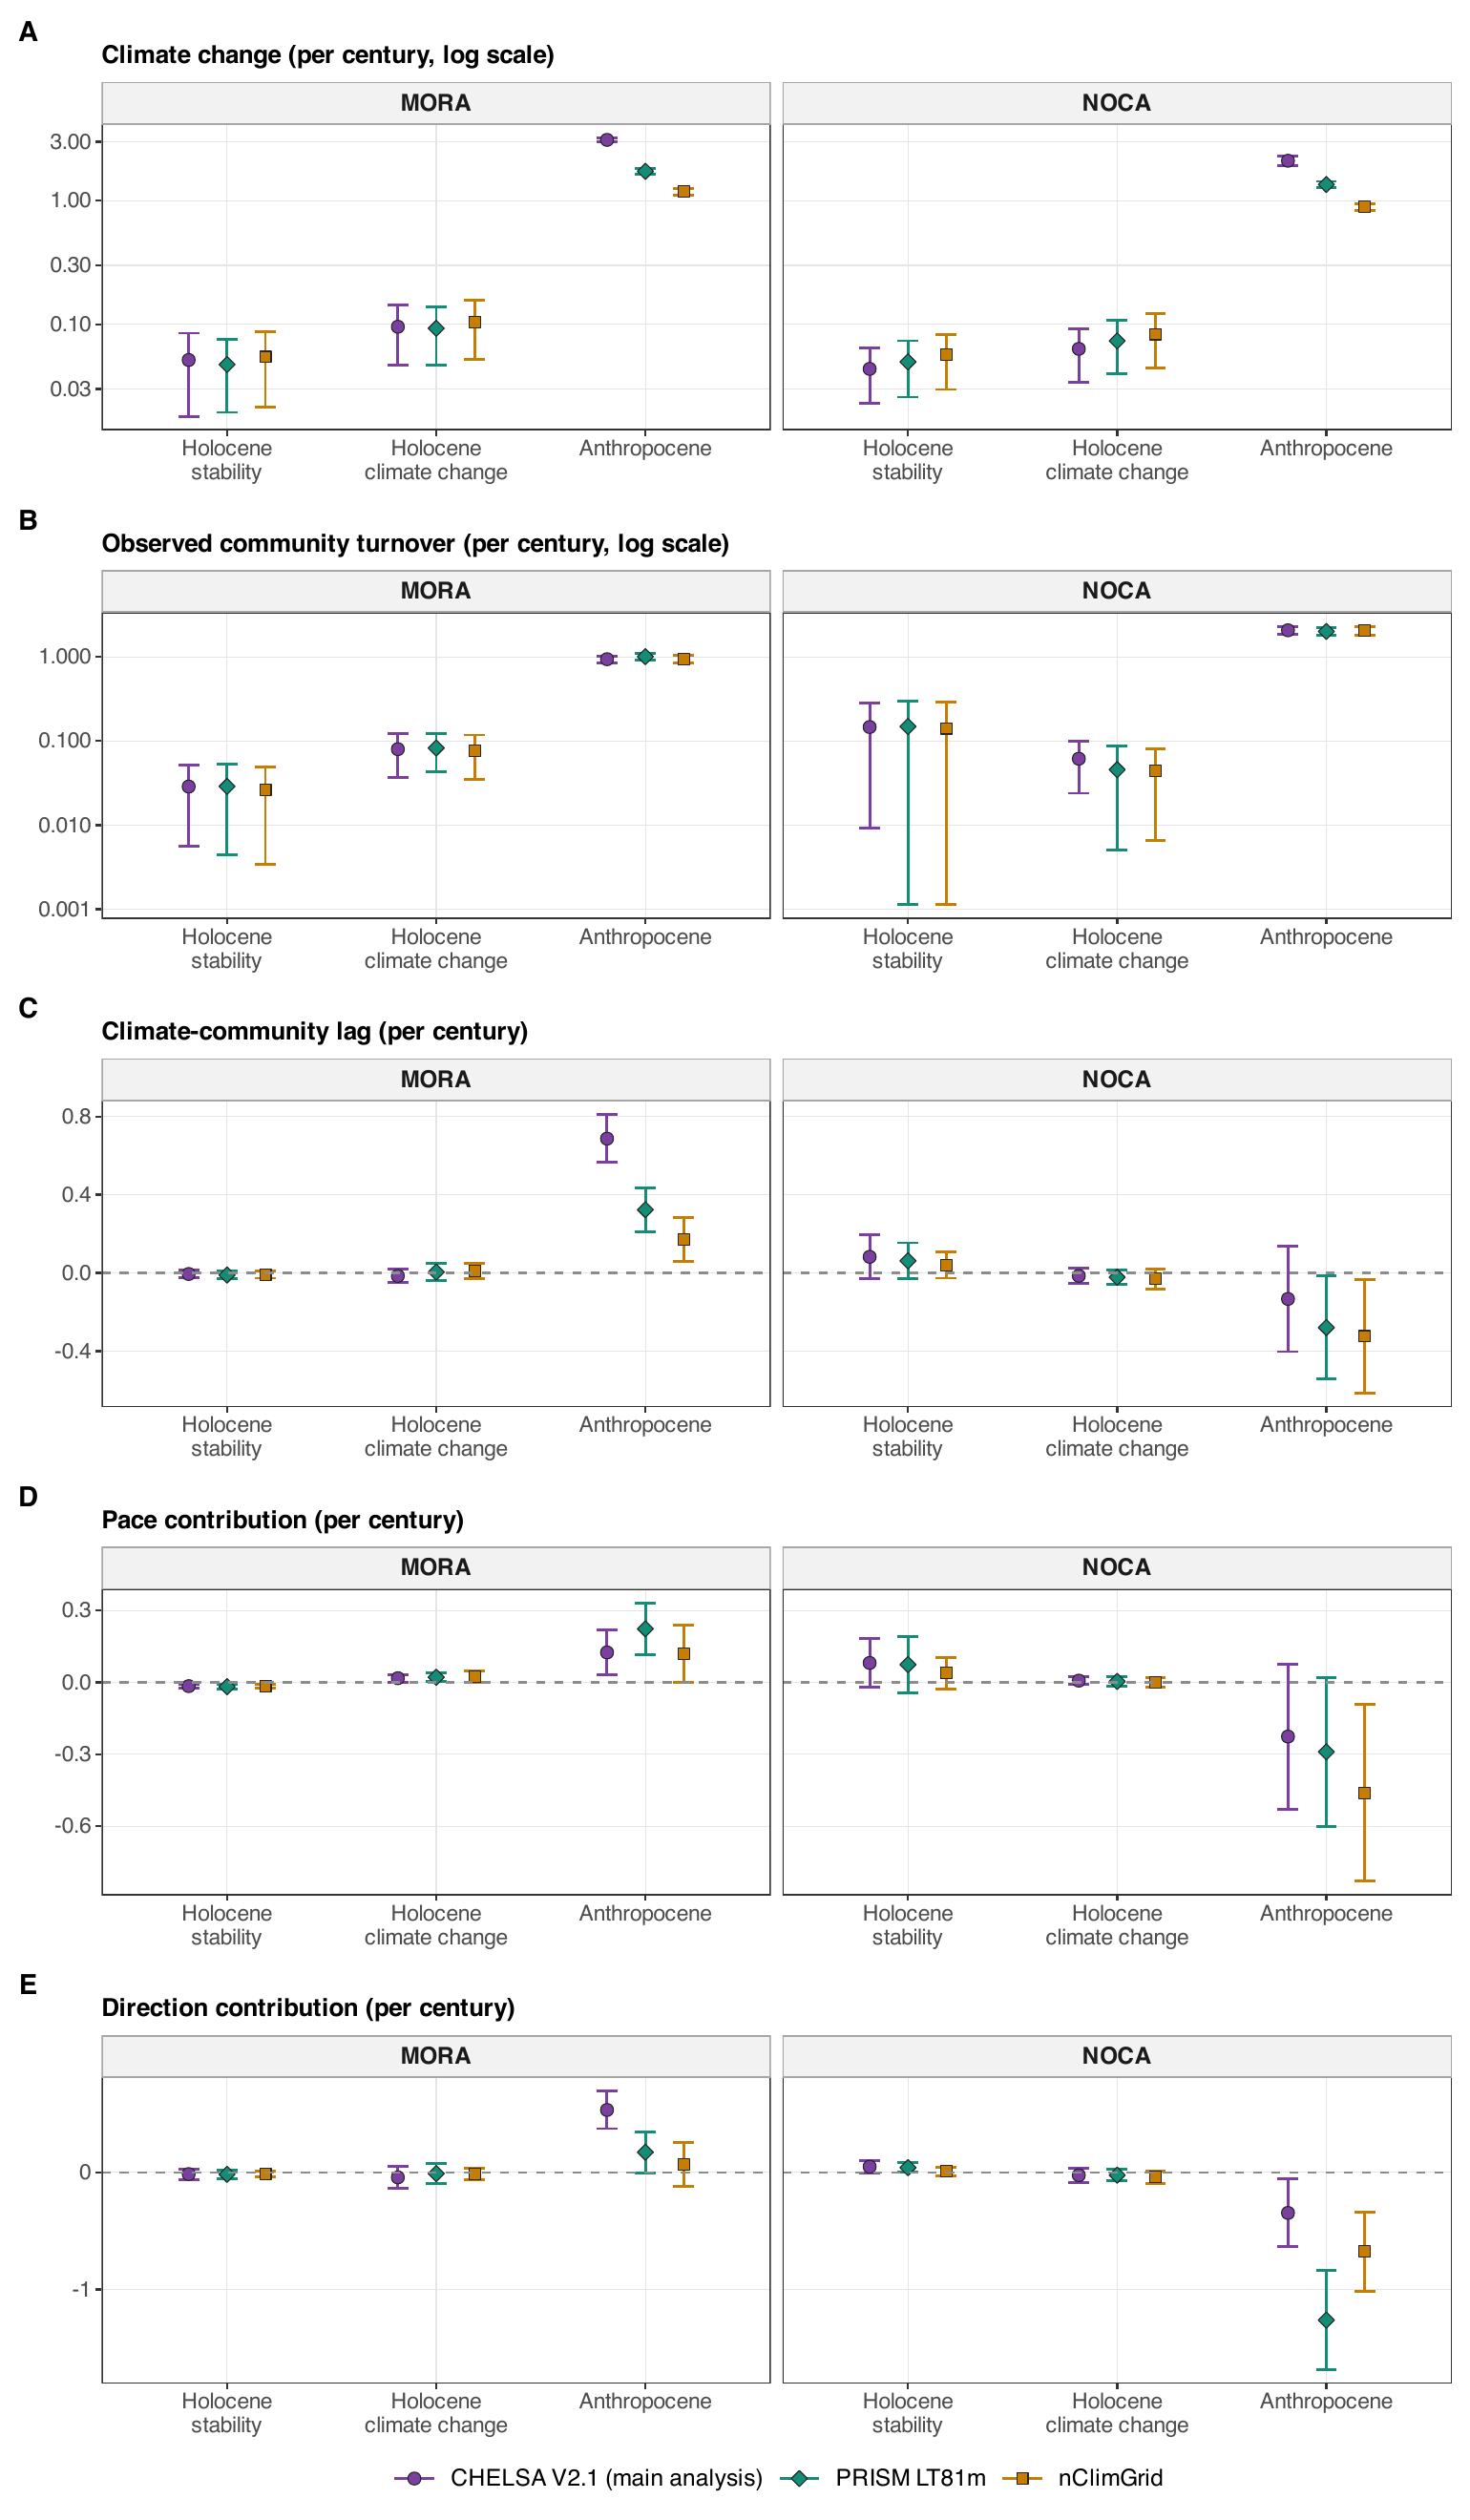 A
Climate change (per century, log scale)
MORA
NOCA
3.00
1.00
0.30
0.10
0.03
Holocene
stability
Holocene
climate change
Anthropocene
Holocene
stability
Holocene
climate change
Anthropocene
B
Observed community turnover (per century, log scale)
MORA
NOCA
1.000
0.100
0.010
0.001
Holocene
stability
Holocene
climate change
Anthropocene
Holocene
stability
Holocene
climate change
Anthropocene
C
Climate-community lag (per century)
MORA
NOCA
0.8
0.4
0.0
-0.4
Holocene
stability
Holocene
climate change
Anthropocene
Holocene
stability
Holocene
climate change
Anthropocene
D
Pace contribution (per century)
MORA
NOCA
0.3
0.0
-0.3
-0.6
Holocene
stability
Holocene
climate change
Anthropocene
Holocene
stability
Holocene
climate change
Anthropocene
E
Direction contribution (per century)
MORA
NOCA
0
-1
Holocene
stability
Holocene
climate change
Anthropocene
Holocene
stability
Holocene
climate change
Anthropocene
CHELSA V2.1 (main analysis)
PRISM LT81m
nClimGrid